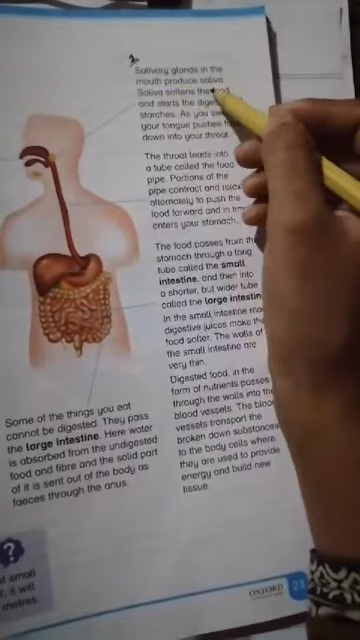 2
Salivary glands in the
mouth produce saliva
Saliva softens the
and starts the
starches. As you
your tongue pushes
down into your throat.
The throat leads into
a tube called the food
pipe. Portions of the
pipe contract and relax
alternately to push the
food forward and in
enters your stomach.
The food passes from the
stomach through a long
tube called the small
intestine, and then into
a shorter, but wider tube
called the large
In the small intestine
digestive juices make the
food softer. The walls of
the small intestine are
very thin.
Digested food, in the
form of nutrients passes
through the walls into the
blood vessels. The
vessels transport the
broken down substances
to the body cells where
they are used to provide
energy and build new
tissue.
Some of the things you eat
cannot be digested. They pass
the large intestine. Here water
is absorbed from the undigested
food and fibre and the solid part
of it is sent out of the body as
faeces through the anus.
?
small
it will
metres.
OXFORD